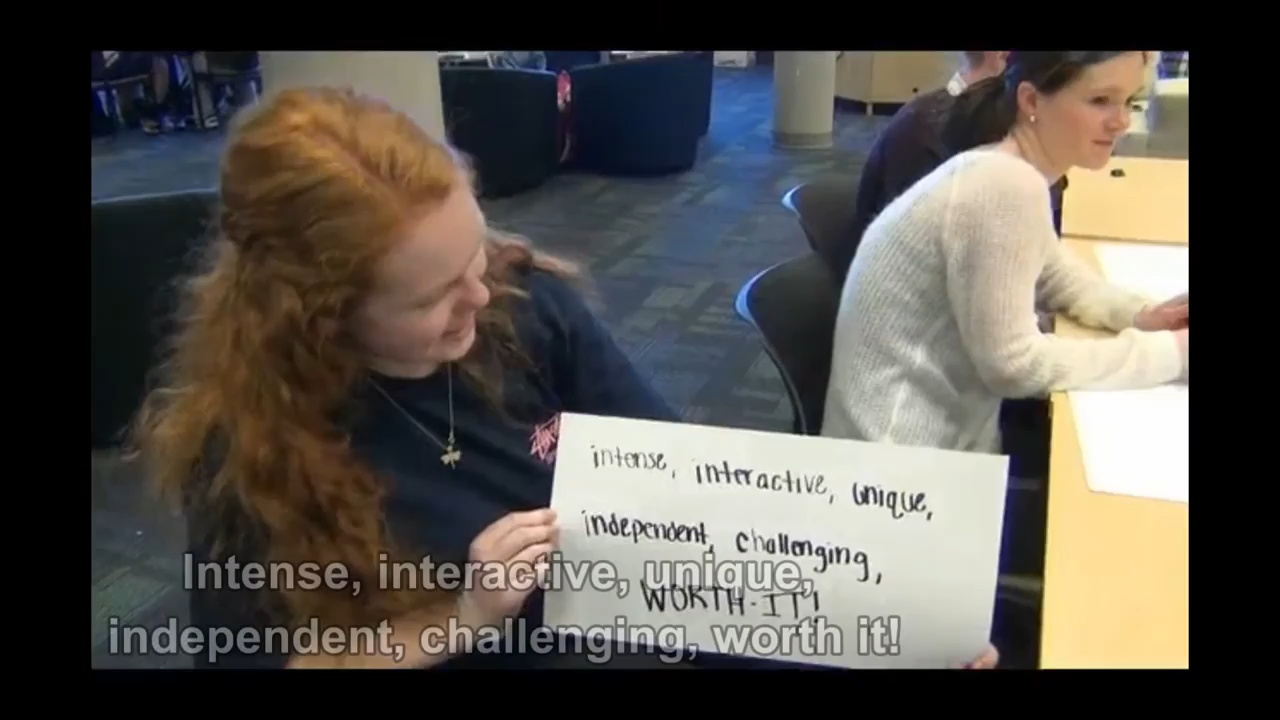 intense, interactive, unique,
independent, challenging,
WORTH-IT!
Intense, interactive, unique,
independent, challenging, worth it!